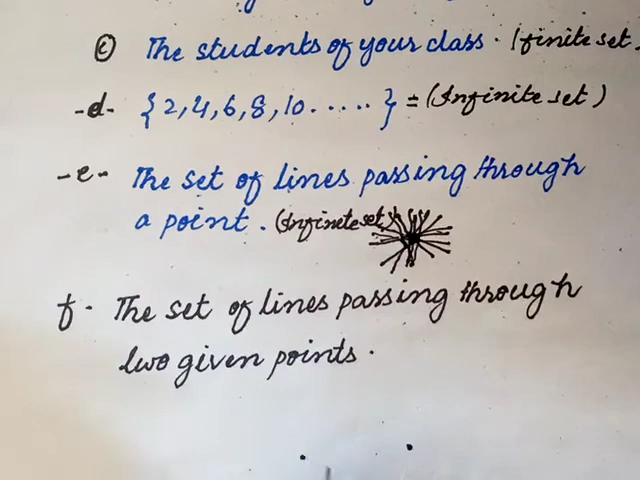 © The students of your class. (finite set.
-d- {2,4,6,8,10.....} = (Infinite set)
-e- The set of lines passing through
a point. (Infinite set)
f- The set of lines passing through
two given points.